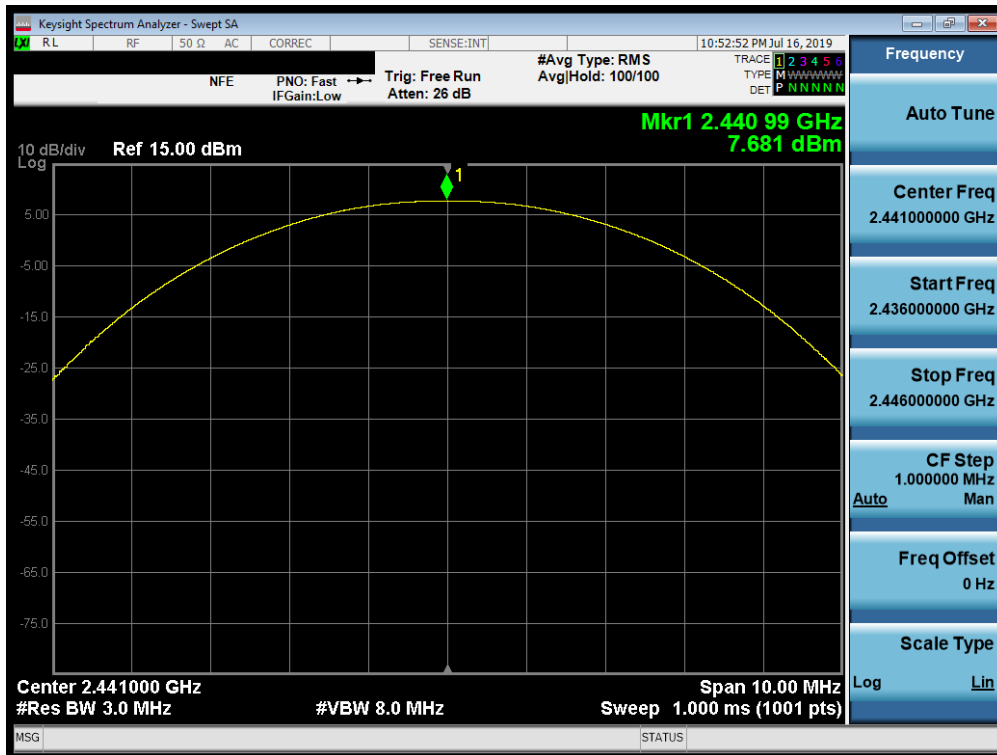 Keysight Spectrum Analyzer - Swept SA
LXI RL RF 50 Ω AC CORREC SENSE:INT 10:52:52 PM Jul 16, 2019
NFE PNO: Fast Trig: Free Run #Avg Type: RMS TRACE 1 2 3 4 5 6
IFGain:Low Atten: 26 dB Avg|Hold: 100/100 TYPE M WWWWW
DET P N N N N N
Mkr1 2.440 99 GHz
7.681 dBm
10 dB/div Ref 15.00 dBm
Log
1
5.00
-5.00
-15.0
-25.0
-35.0
-45.0
-55.0
-65.0
-75.0
Center 2.441000 GHz Span 10.00 MHz
#Res BW 3.0 MHz #VBW 8.0 MHz Sweep 1.000 ms (1001 pts)
MSG STATUS
Frequency
Auto Tune
Center Freq
2.441000000 GHz
Start Freq
2.436000000 GHz
Stop Freq
2.446000000 GHz
CF Step
1.000000 MHz
Auto Man
Freq Offset
0 Hz
Scale Type
Log Lin